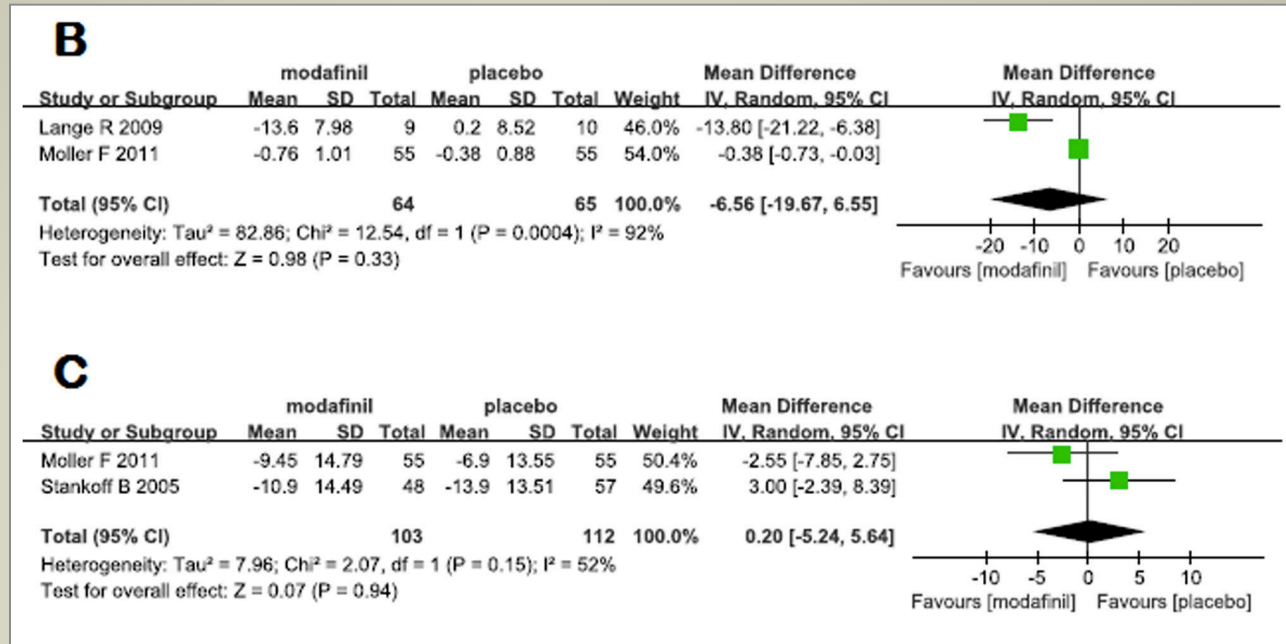 B
modafinil placebo Mean Difference Mean Difference
Study or Subgroup Mean SD Total Mean SD Total Weight IV, Random, 95% CI IV, Random, 95% CI
Lange R 2009 -13.6 7.98 9 0.2 8.52 10 46.0% -13.80 [-21.22, -6.38]
Moller F 2011 -0.76 1.01 55 -0.38 0.88 55 54.0% -0.38 [-0.73, -0.03]
Total (95% CI) 64 65 100.0% -6.56 [-19.67, 6.55]
Heterogeneity: Tau² = 82.86; Chi² = 12.54, df = 1 (P = 0.0004); I² = 92%
Test for overall effect: Z = 0.98 (P = 0.33)
-20 -10 0 10 20
Favours [modafinil] Favours [placebo]
C
modafinil placebo Mean Difference Mean Difference
Study or Subgroup Mean SD Total Mean SD Total Weight IV, Random, 95% CI IV, Random, 95% CI
Moller F 2011 -9.45 14.79 55 -6.9 13.55 55 50.4% -2.55 [-7.85, 2.75]
Stankoff B 2005 -10.9 14.49 48 -13.9 13.51 57 49.6% 3.00 [-2.39, 8.39]
Total (95% CI) 103 112 100.0% 0.20 [-5.24, 5.64]
Heterogeneity: Tau² = 7.96; Chi² = 2.07, df = 1 (P = 0.15); I² = 52%
Test for overall effect: Z = 0.07 (P = 0.94)
-10 -5 0 5 10
Favours [modafinil] Favours [placebo]